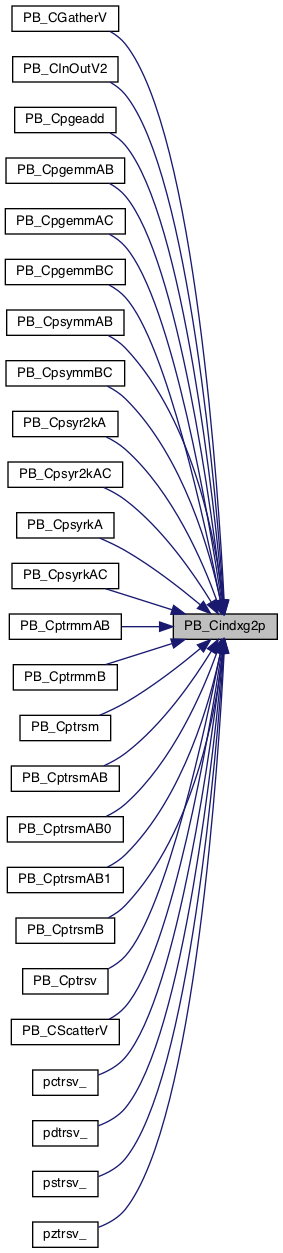 PB_CGatherV
PB_CInOutV2
PB_Cpgeadd
PB_CpgemmAB
PB_CpgemmAC
PB_CpgemmBC
PB_CpsymmAB
PB_CpsymmBC
PB_Cpsyr2kA
PB_Cpsyr2kAC
PB_CpsyrkA
PB_CpsyrkAC
PB_CptrmmAB
PB_Cindxg2p
PB_CptrmmB
PB_Cptrsm
PB_CptrsmAB
PB_CptrsmAB0
PB_CptrsmAB1
PB_CptrsmB
PB_Cptrsv
PB_CScatterV
pctrsv_
pdtrsv_
pstrsv_
pztrsv_